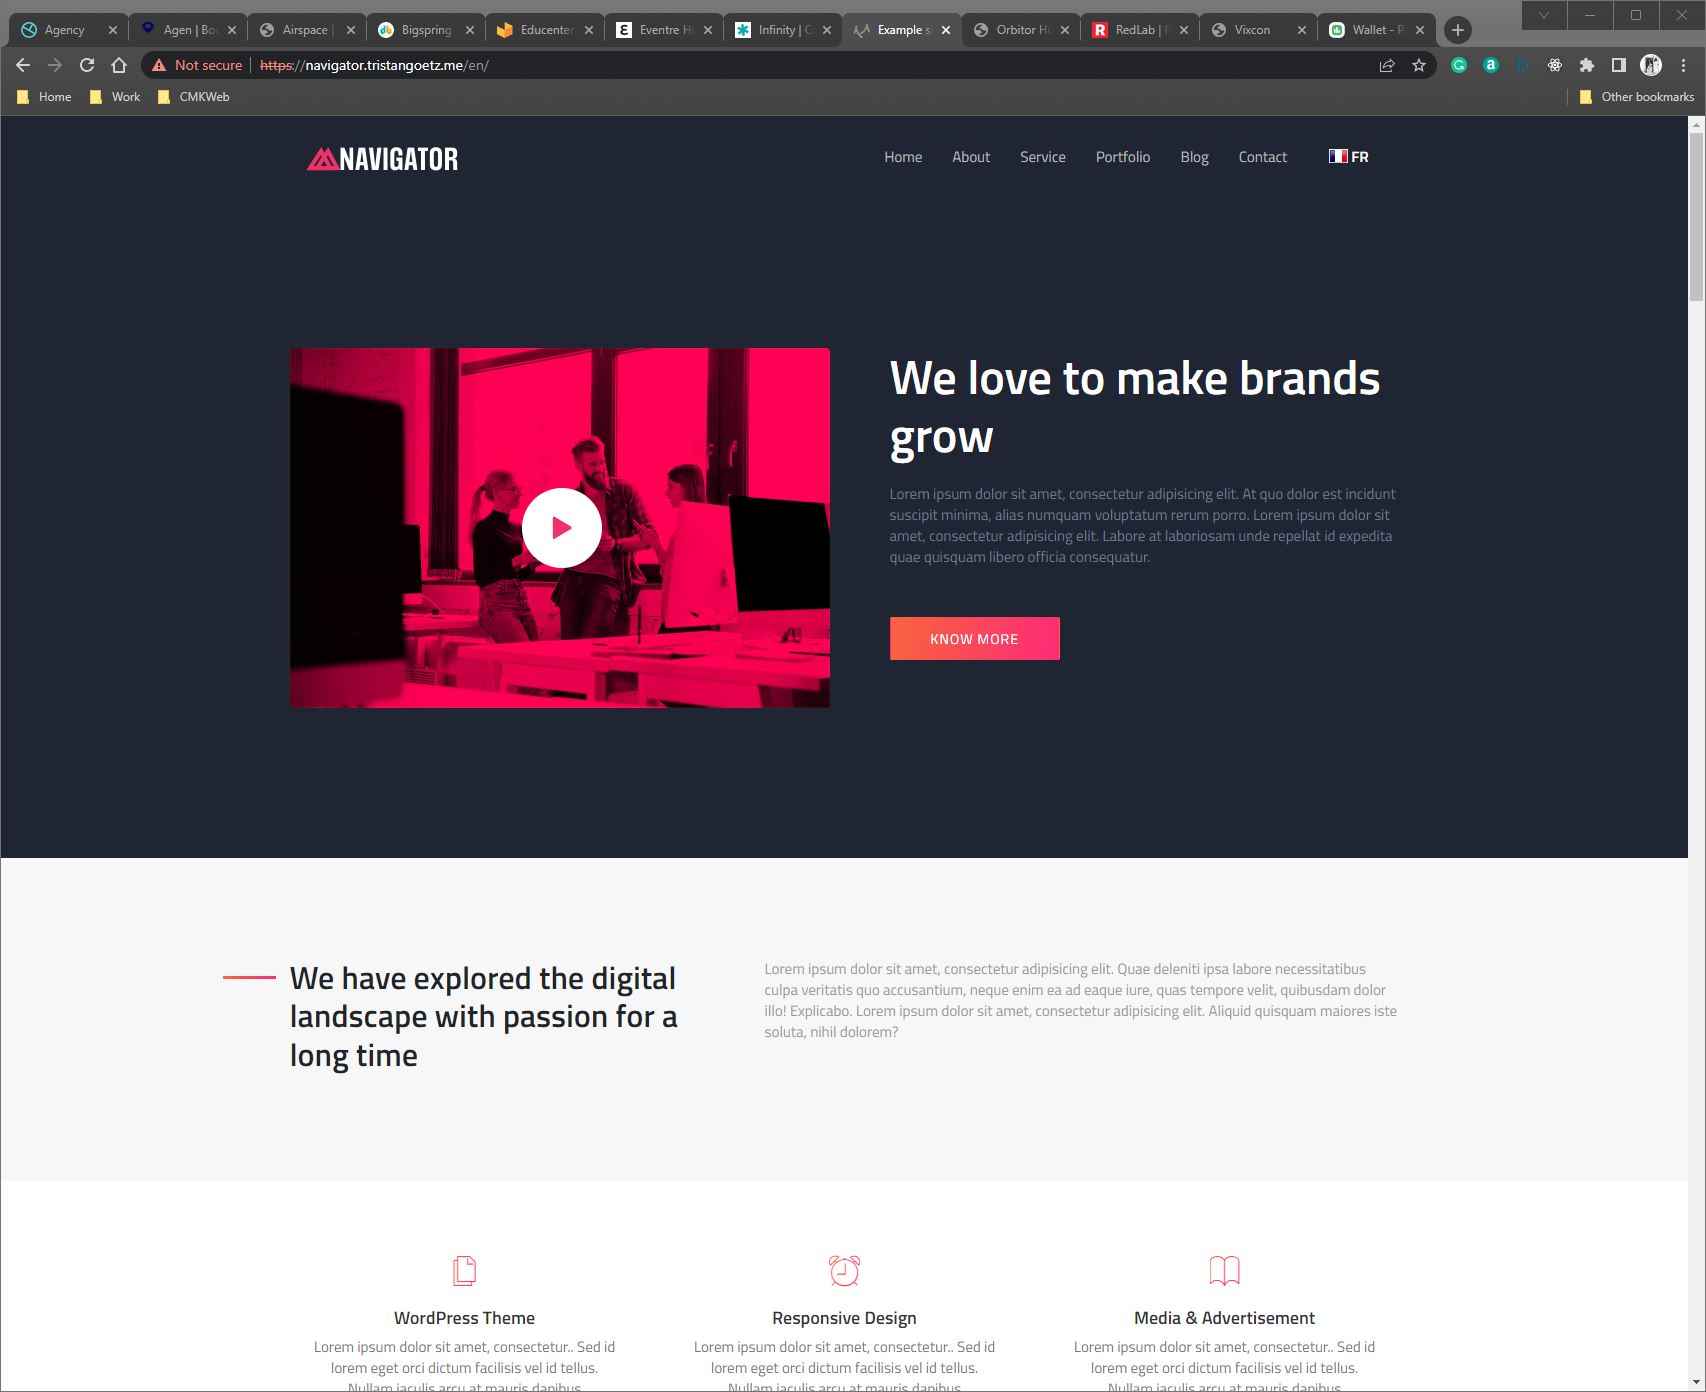 Agency
Agen | Boo
Airspace |
Bigspring
Educenter
Eventre H
Infinity |
Example s
Orbitor Hu
RedLab |
Vixcon
Wallet - P
Not secure | https://navigator.tristangoetz.me/en/
Home
Work
CMKWeb
Other bookmarks
NAVIGATOR
Home
About
Service
Portfolio
Blog
Contact
FR
We love to make brands
grow
Lorem ipsum dolor sit amet, consectetur adipisicing elit. At quo dolor est incidunt
suscipit minima, alias numquam voluptatum rerum porro. Lorem ipsum dolor sit
amet, consectetur adipisicing elit. Labore at laboriosam unde repellat id expedita
quae quisquam libero officia consequatur.
KNOW MORE
We have explored the digital
landscape with passion for a
long time
Lorem ipsum dolor sit amet, consectetur adipisicing elit. Quae deleniti ipsa labore necessitatibus
culpa veritatis quo accusantium, neque enim ea ad eaque iure, quas tempore velit, quibusdam dolor
illo! Explicabo. Lorem ipsum dolor sit amet, consectetur adipisicing elit. Aliquid quisquam maiores iste
soluta, nihil dolorem?
WordPress Theme
Lorem ipsum dolor sit amet, consectetur.. Sed id
lorem eget orci dictum facilisis vel id tellus.
Nullam iaculis arcu at mauris dapibus
Responsive Design
Lorem ipsum dolor sit amet, consectetur.. Sed id
lorem eget orci dictum facilisis vel id tellus.
Nullam iaculis arcu at mauris dapibus
Media & Advertisement
Lorem ipsum dolor sit amet, consectetur.. Sed id
lorem eget orci dictum facilisis vel id tellus.
Nullam iaculis arcu at mauris dapibus